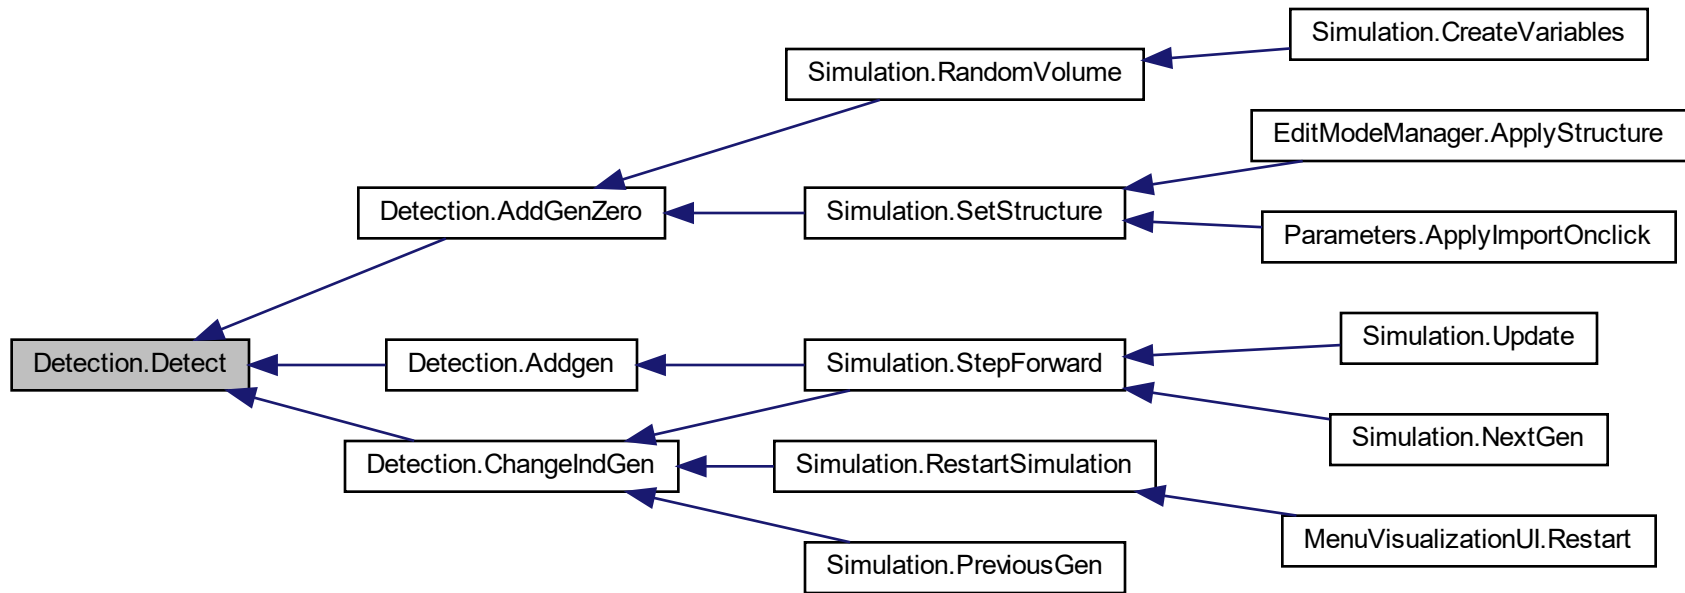 Simulation.CreateVariables
Simulation.RandomVolume
EditModeManager.ApplyStructure
Detection.AddGenZero
Simulation.SetStructure
Parameters.ApplyImportOnclick
Detection.Detect
Detection.Addgen
Simulation.StepForward
Simulation.Update
Simulation.NextGen
Detection.ChangeIndGen
Simulation.RestartSimulation
MenuVisualizationUI.Restart
Simulation.PreviousGen